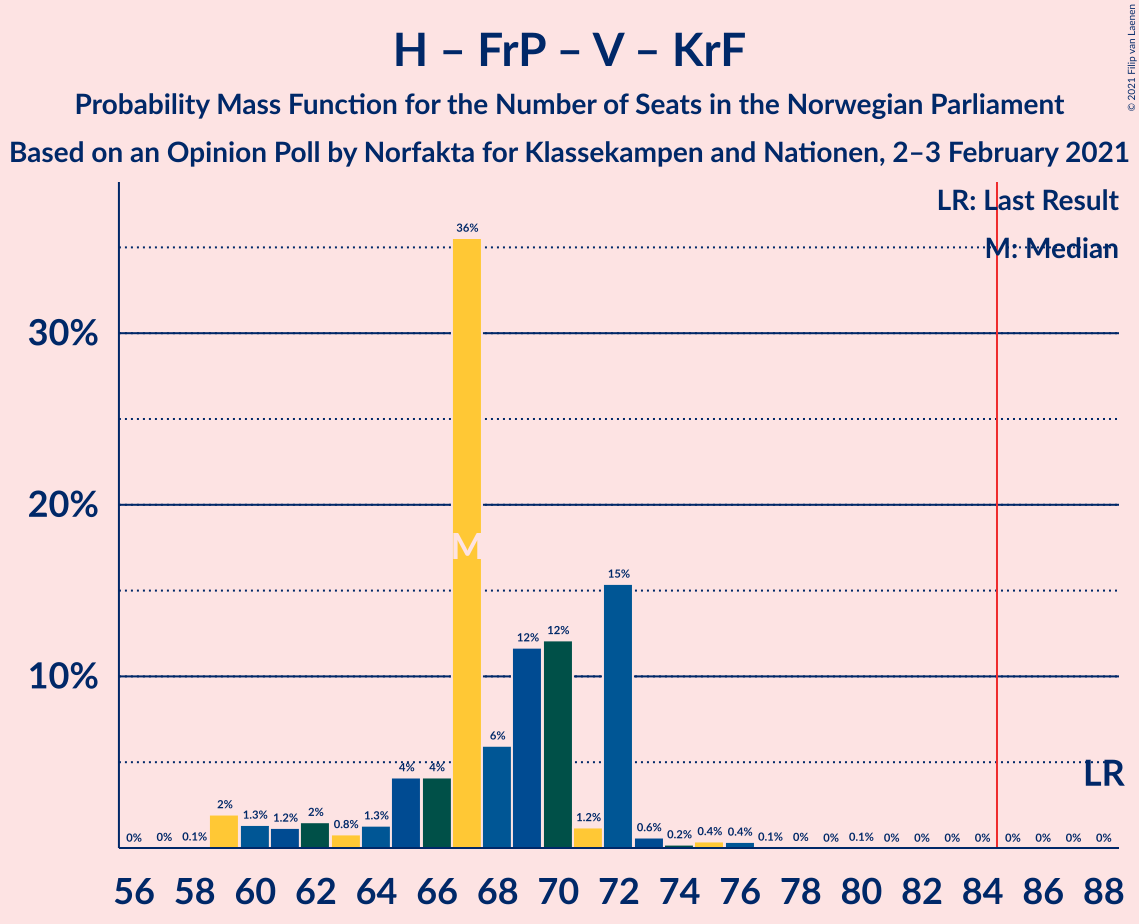 H – FrP – V – KrF
Probability Mass Function for the Number of Seats in the Norwegian Parliament
Based on an Opinion Poll by Norfakta for Klassekampen and Nationen, 2–3 February 2021
© 2021 Filip van Laenen
LR: Last Result
M: Median
30%
20%
10%
0% 0% 0.1% 2% 1.3% 1.2% 2% 0.8% 1.3% 4% 4% 36% 6% 12% 12% 1.2% 15% 0.6% 0.2% 0.4% 0.4% 0.1% 0% 0% 0.1% 0% 0% 0% 0% 0% 0% 0% 0%
M
LR
56 58 60 62 64 66 68 70 72 74 76 78 80 82 84 86 88